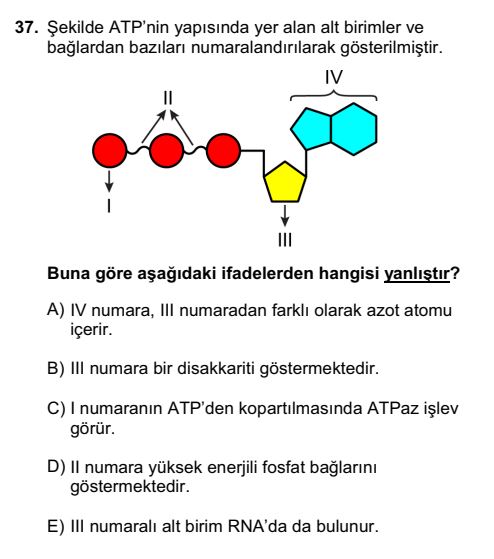 37. Şekilde ATP'nin yapısında yer alan alt birimler ve
bağlardan bazıları numaralandırılarak gösterilmiştir.
IV
II
I
III
Buna göre aşağıdaki ifadelerden hangisi yanlıştır?
A) IV numara, III numaradan farklı olarak azot atomu
içerir.
B) III numara bir disakkariti göstermektedir.
C) I numaranın ATP'den kopartılmasında ATPaz işlev
görür.
D) II numara yüksek enerjili fosfat bağlarını
göstermektedir.
E) III numaralı alt birim RNA'da da bulunur.